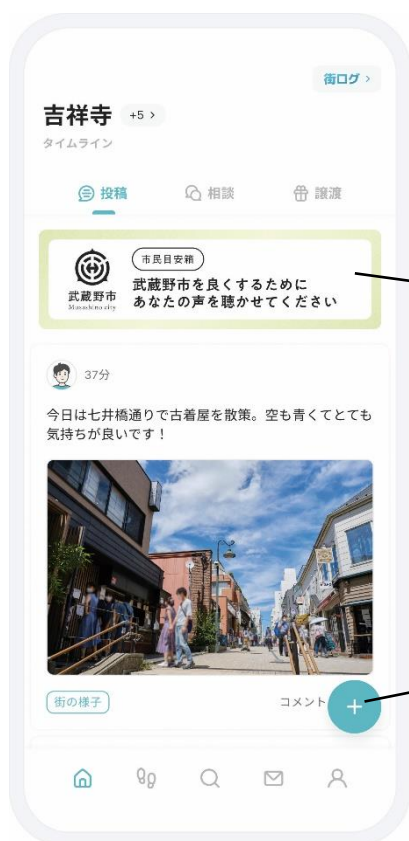 街ログ >
吉祥寺 +5 >
タイムライン
投稿 相談 譲渡
市民目安箱
武蔵野市を良くするために
あなたの声を聴かせてください
武蔵野市
Musashino city
37分
今日は七井橋通りで古着屋を散策。空も青くてとても
気持ちが良いです!
街の様子
コメント
+